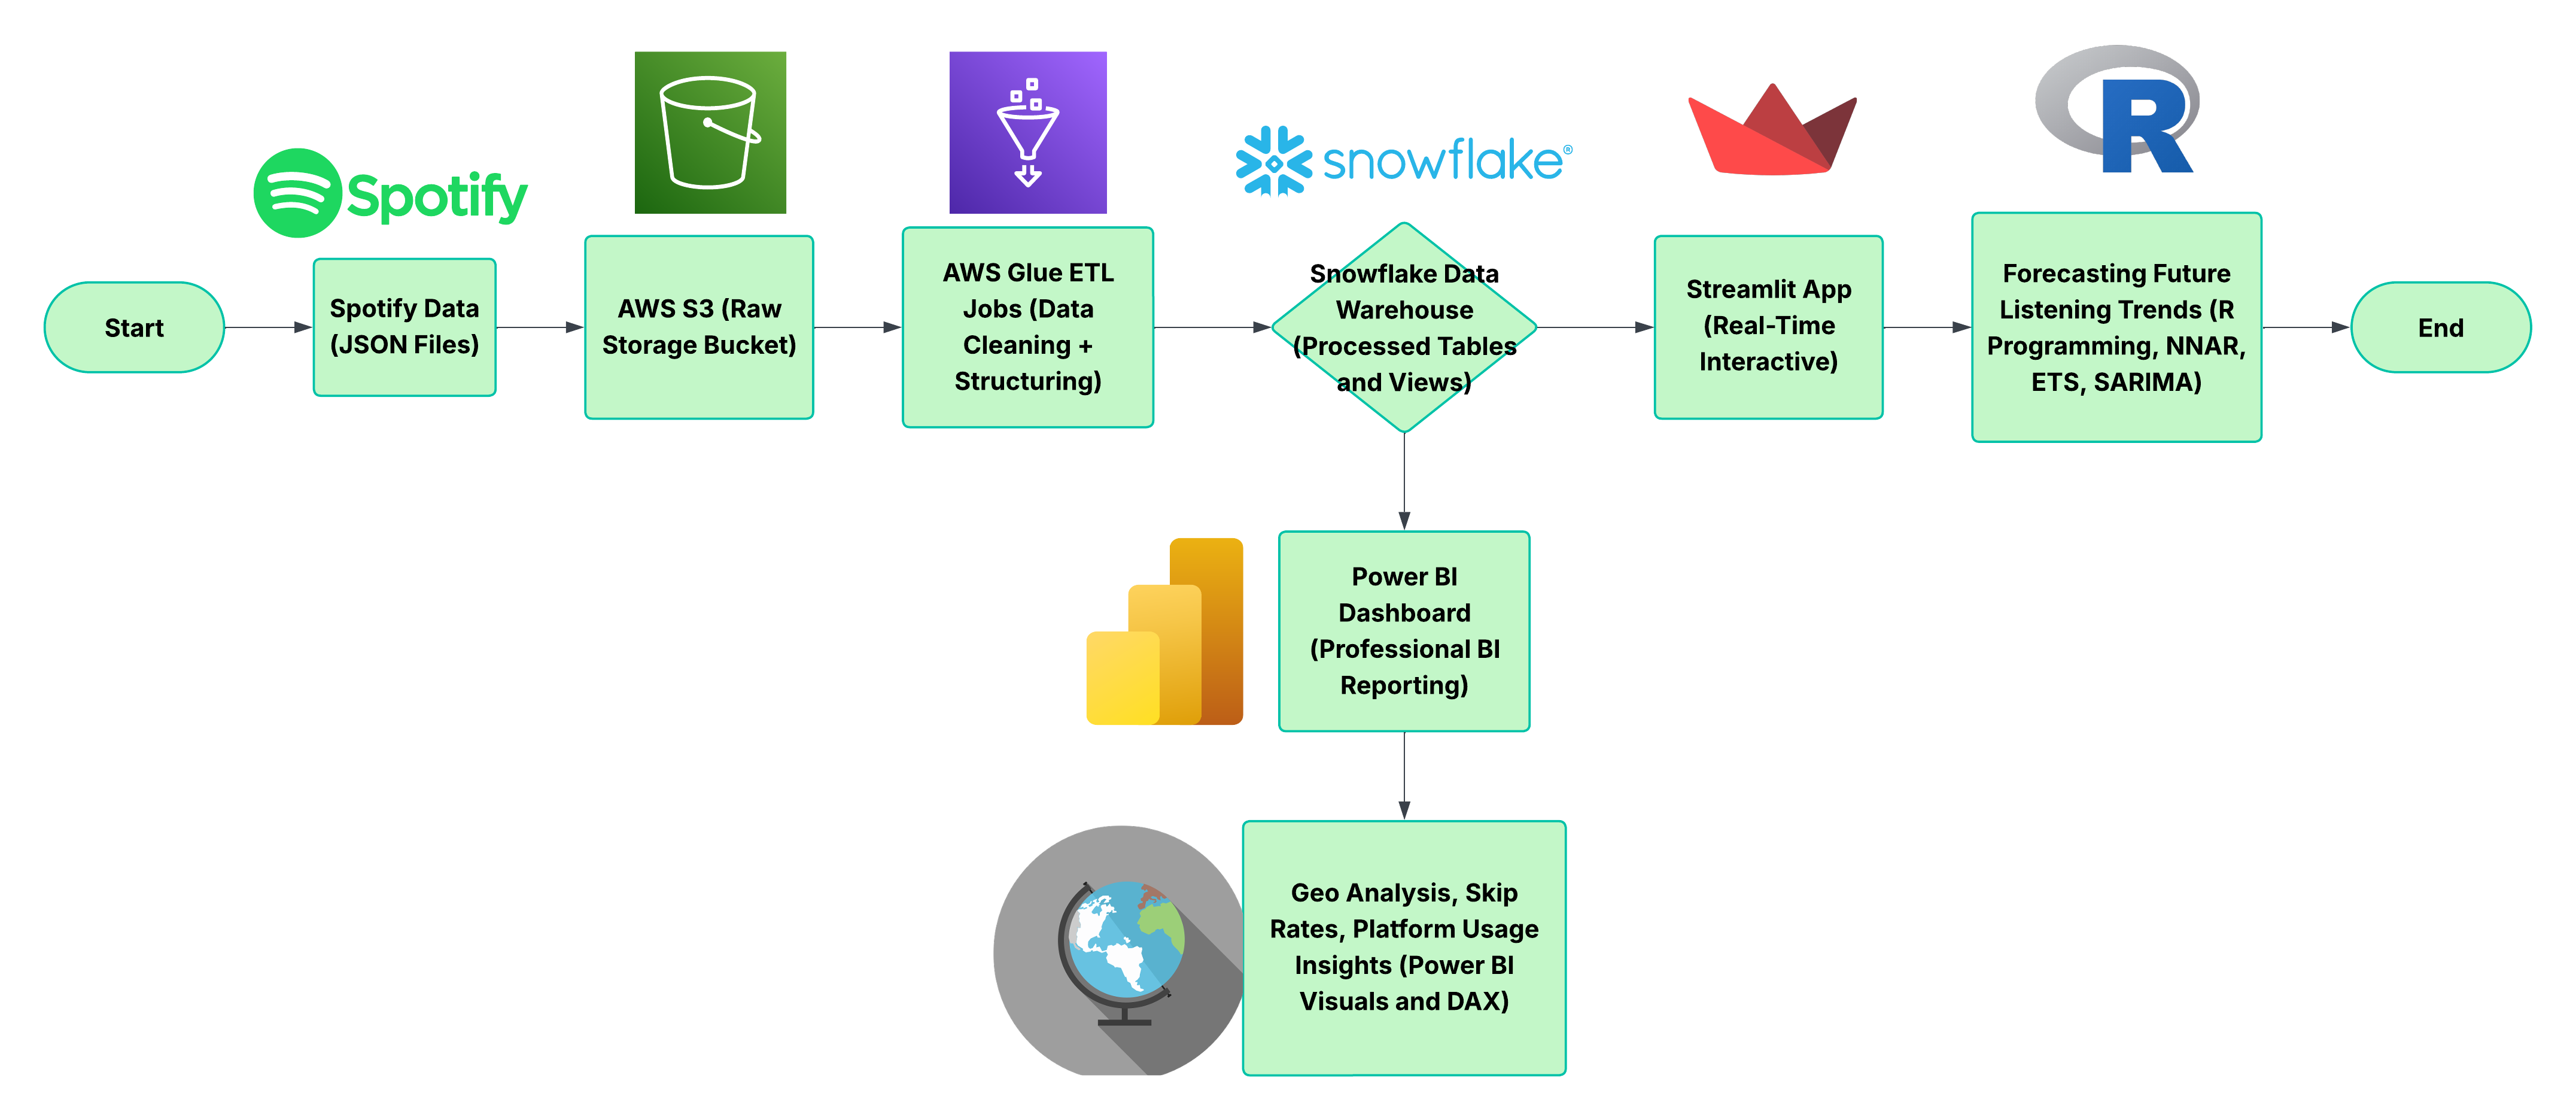 Spotify
snowflake®
R
Start
Spotify Data
(JSON Files)
AWS S3 (Raw
Storage Bucket)
AWS Glue ETL
Jobs (Data
Cleaning +
Structuring)
Snowflake Data
Warehouse
(Processed Tables
and Views)
Streamlit App
(Real-Time
Interactive)
Forecasting Future
Listening Trends (R
Programming, NNAR,
ETS, SARIMA)
End
Power BI
Dashboard
(Professional BI
Reporting)
Geo Analysis, Skip
Rates, Platform Usage
Insights (Power BI
Visuals and DAX)